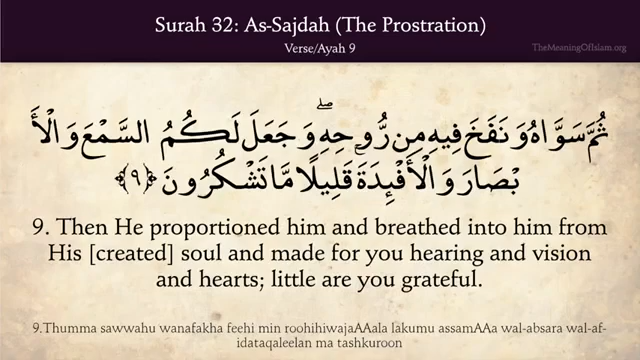 Surah 32: As-Sajdah (The Prostration)
Verse/Ayah 9
TheMeaningOfIslam.org
ثُمَّ سَوَّاهُ وَنَفَخَ فِيهِ مِن رُّوحِهِ ۖ وَجَعَلَ لَكُمُ السَّمْعَ وَالْأَ
بْصَارَ وَالْأَفْئِدَةَ ۚ قَلِيلًا مَّا تَشْكُرُونَ ﴿٩﴾
9. Then He proportioned him and breathed into him from
His [created] soul and made for you hearing and vision
and hearts; little are you grateful.
9.Thumma sawwahu wanafakha feehi min roohihiwajaAAala lakumu assamAAa wal-absara wal-af-
idataqaleelan ma tashkuroon